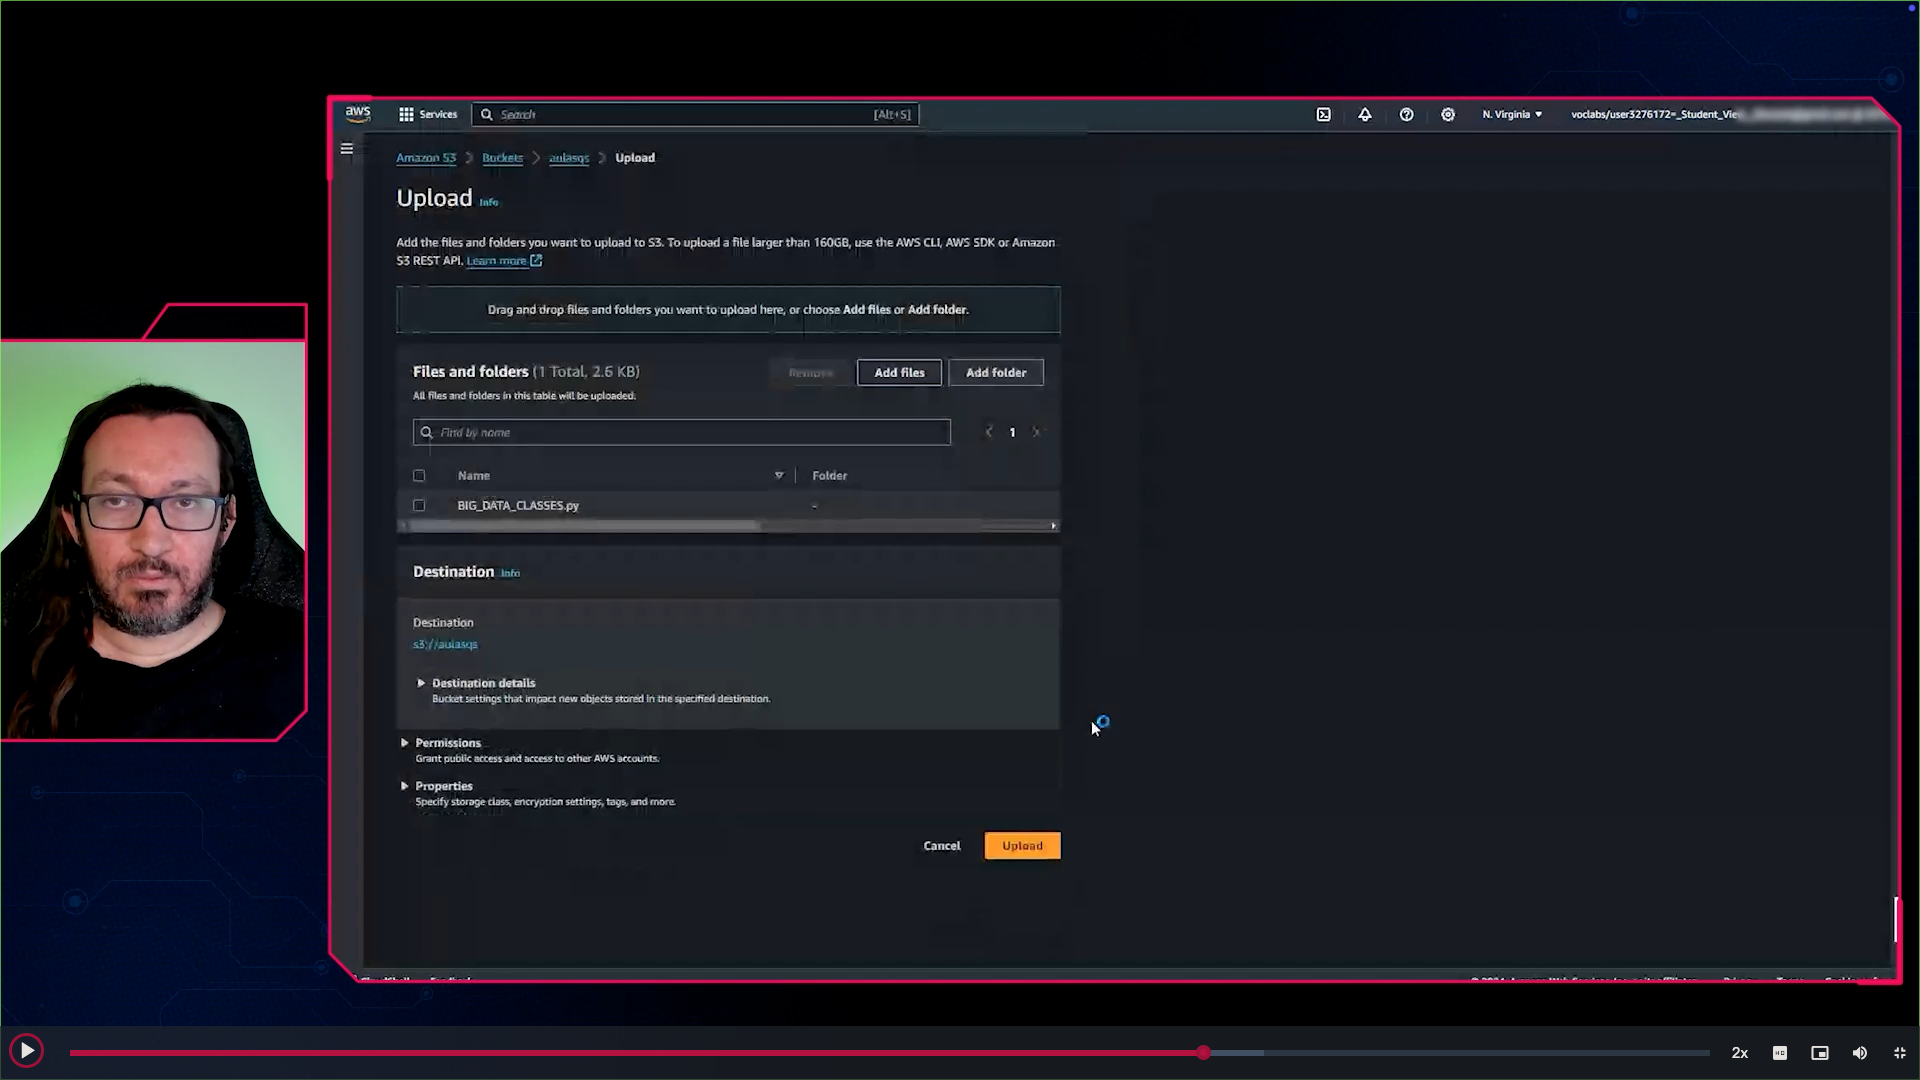 aws
Services
Search
[Alt+S]
N. Virginia
voclabs/user3276172=_Student_Vie
Amazon S3
Buckets
aulasqs
Upload
Upload Info
Add the files and folders you want to upload to S3. To upload a file larger than 160GB, use the AWS CLI, AWS SDK or Amazon
S3 REST API. Learn more
Drag and drop files and folders you want to upload here, or choose Add files or Add folder.
Files and folders (1 Total, 2.6 KB)
Remove
Add files
Add folder
All files and folders in this table will be uploaded.
Find by name
1
Name
Folder
BIG_DATA_CLASSES.py
-
Destination Info
Destination
s3://aulasqs
Destination details
Bucket settings that impact new objects stored in the specified destination.
Permissions
Grant public access and access to other AWS accounts.
Properties
Specify storage class, encryption settings, tags, and more.
Cancel
Upload
2x
HD